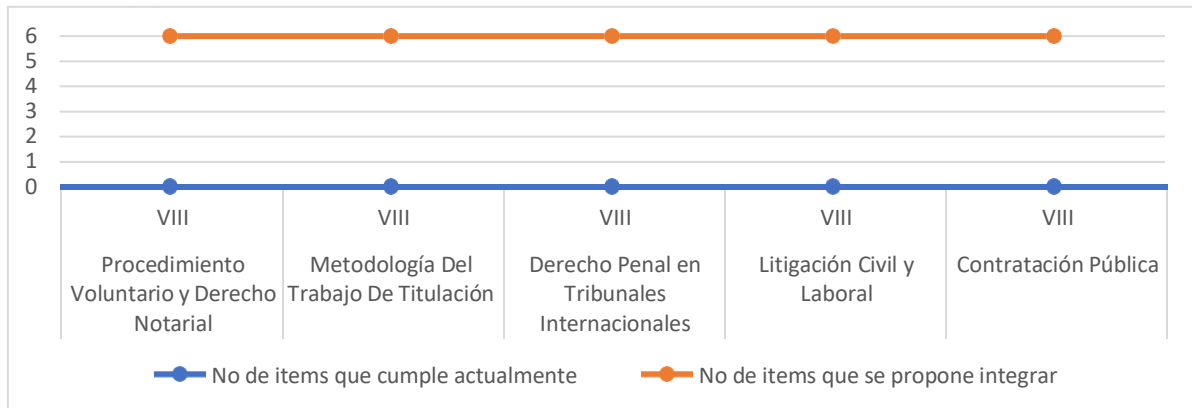 6
5
4
3
2
1
0
VIII VIII VIII VIII VIII
Procedimiento Voluntario y Derecho Notarial
Metodología Del Trabajo De Titulación
Derecho Penal en Tribunales Internacionales
Litigación Civil y Laboral
Contratación Pública
No de items que cumple actualmente No de items que se propone integrar